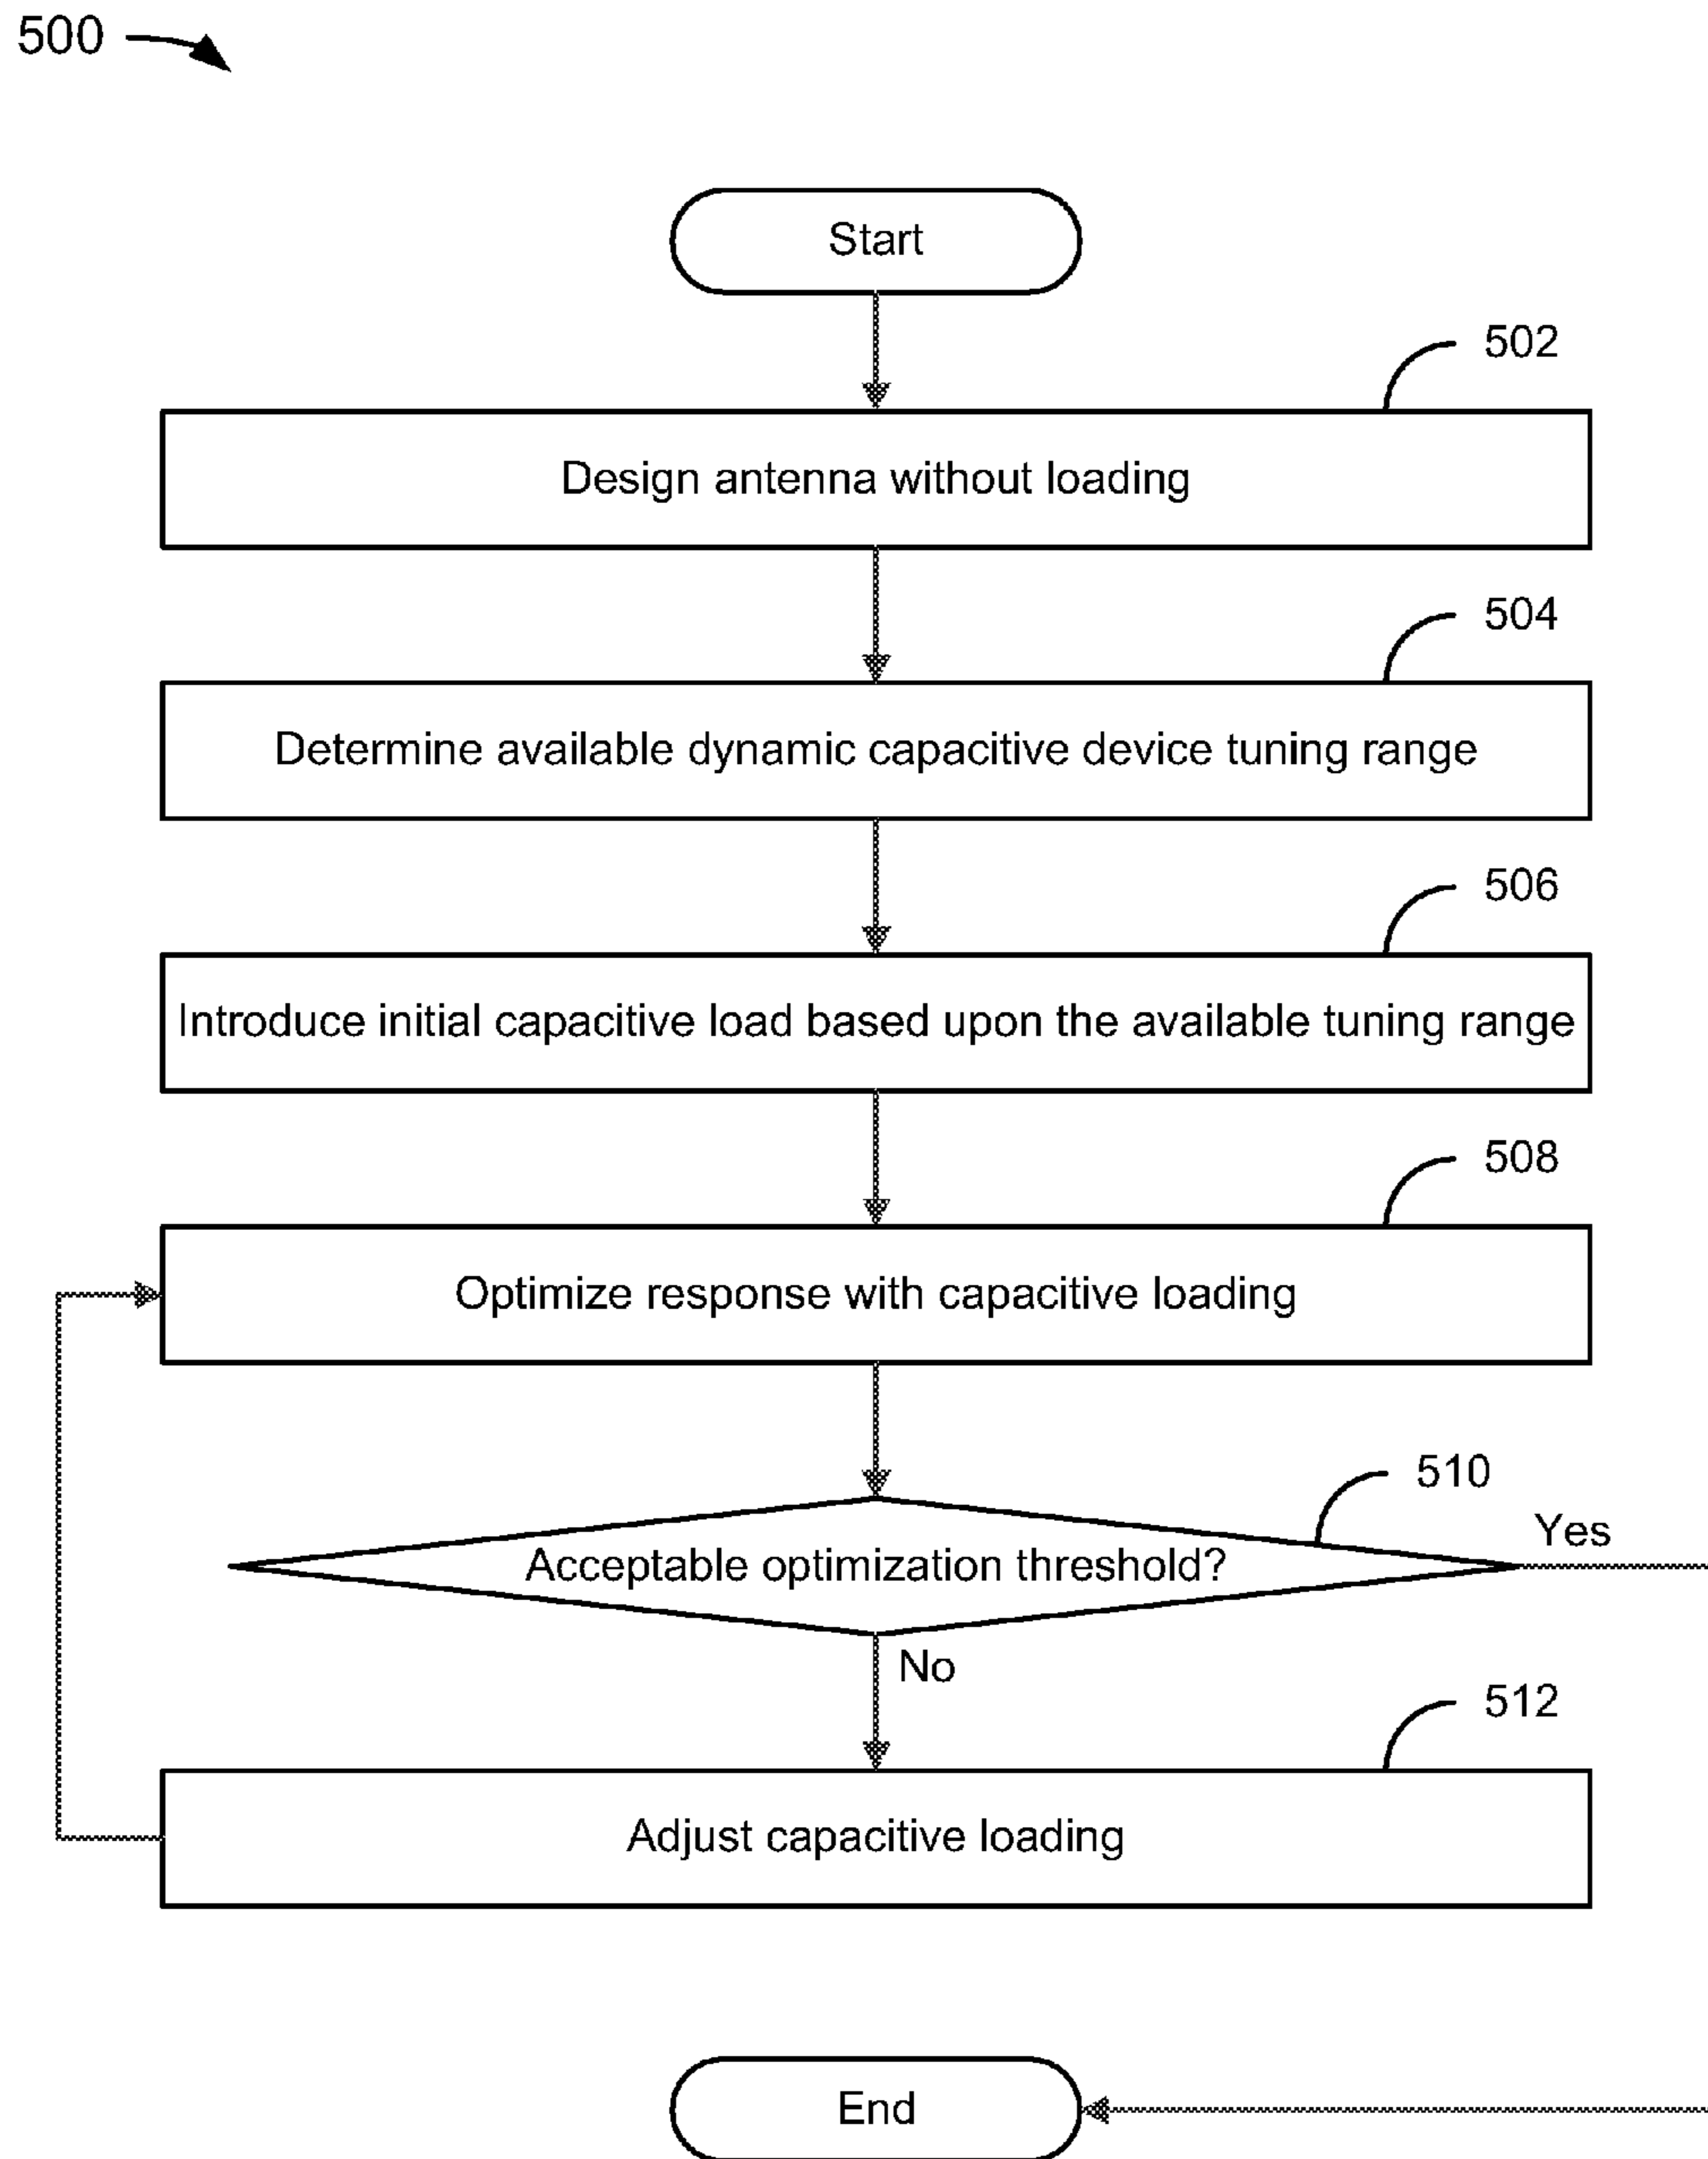 500
Start
502
Design antenna without loading
504
Determine available dynamic capacitive device tuning range
506
Introduce initial capacitive load based upon the available tuning range
508
Optimize response with capacitive loading
510
Yes
Acceptable optimization threshold?
No
512
Adjust capacitive loading
End